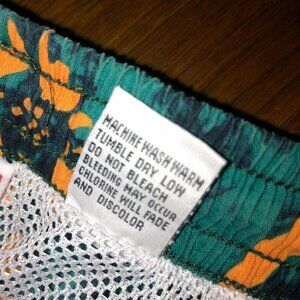 MACHINE WASH WARM
TUMBLE DRY LOW
DO NOT BLEACH
BLEEDING MAY OCCUR
CHLORINE WILL FADE
AND DISCOLOR